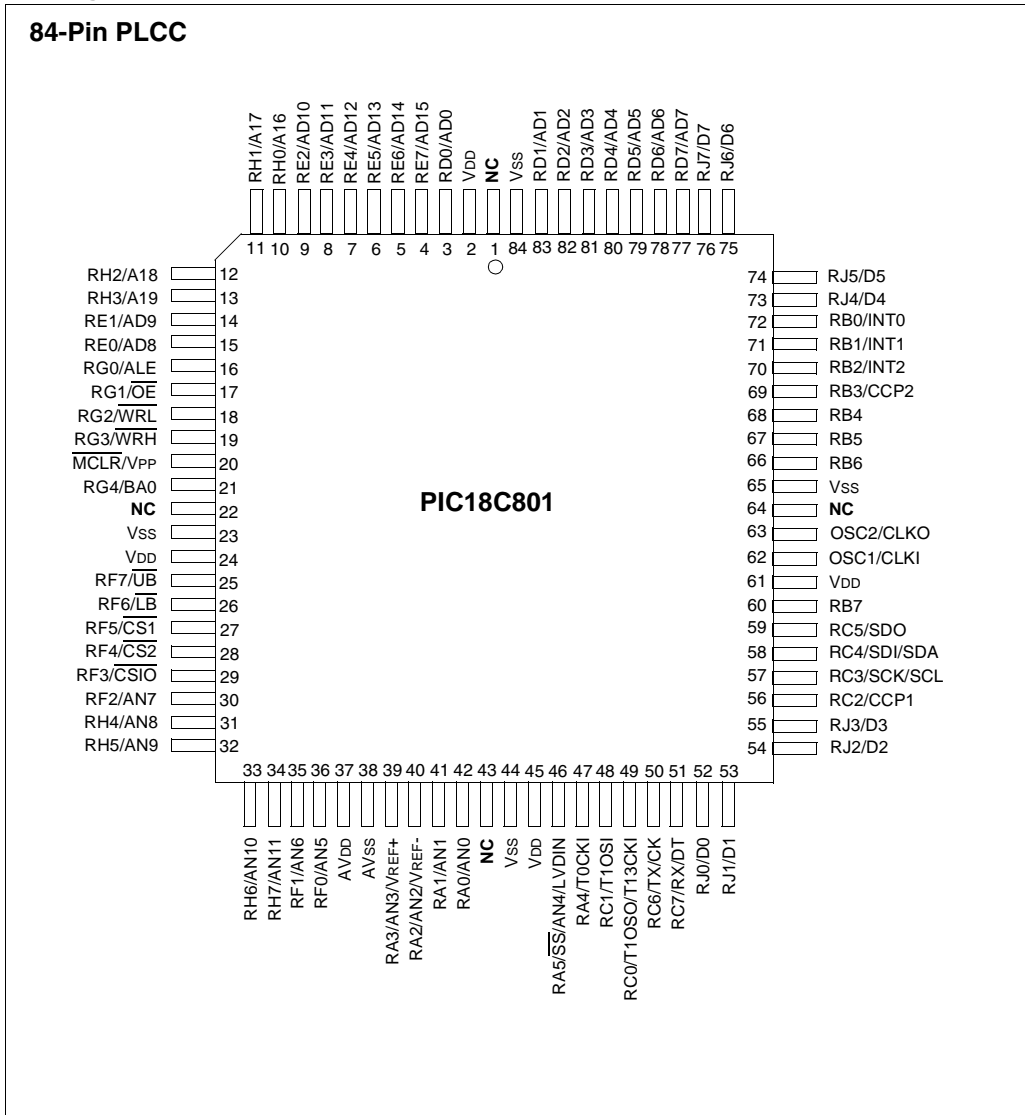 84-Pin PLCC
RH1/A17
RH0/A16
RE2/AD10
RE3/AD11
RE4/AD12
RE5/AD13
RE6/AD14
RE7/AD15
RD0/AD0
VDD
NC
VSS
RD1/AD1
RD2/AD2
RD3/AD3
RD4/AD4
RD5/AD5
RD6/AD6
RD7/AD7
RJ7/D7
RJ6/D6
11 10 9 8 7 6 5 4 3 2 1 84 83 82 81 80 79 78 77 76 75
RH2/A18 12
RH3/A19 13
RE1/AD9 14
RE0/AD8 15
RG0/ALE 16
RG1/OE 17
RG2/WRL 18
RG3/WRH 19
MCLR/VPP 20
RG4/BA0 21
NC 22
VSS 23
VDD 24
RF7/UB 25
RF6/LB 26
RF5/CS1 27
RF4/CS2 28
RF3/CSIO 29
RF2/AN7 30
RH4/AN8 31
RH5/AN9 32
PIC18C801
74 RJ5/D5
73 RJ4/D4
72 RB0/INT0
71 RB1/INT1
70 RB2/INT2
69 RB3/CCP2
68 RB4
67 RB5
66 RB6
65 VSS
64 NC
63 OSC2/CLKO
62 OSC1/CLKI
61 VDD
60 RB7
59 RC5/SDO
58 RC4/SDI/SDA
57 RC3/SCK/SCL
56 RC2/CCP1
55 RJ3/D3
54 RJ2/D2
33 34 35 36 37 38 39 40 41 42 43 44 45 46 47 48 49 50 51 52 53
RH6/AN10
RH7/AN11
RF1/AN6
RF0/AN5
AVDD
AVSS
RA3/AN3/VREF+
RA2/AN2/VREF-
RA1/AN1
RA0/AN0
NC
VSS
VDD
RA5/SS/AN4/LVDIN
RA4/T0CKI
RC1/T1OSI
RC0/T1OSO/T13CKI
RC6/TX/CK
RC7/RX/DT
RJ0/D0
RJ1/D1